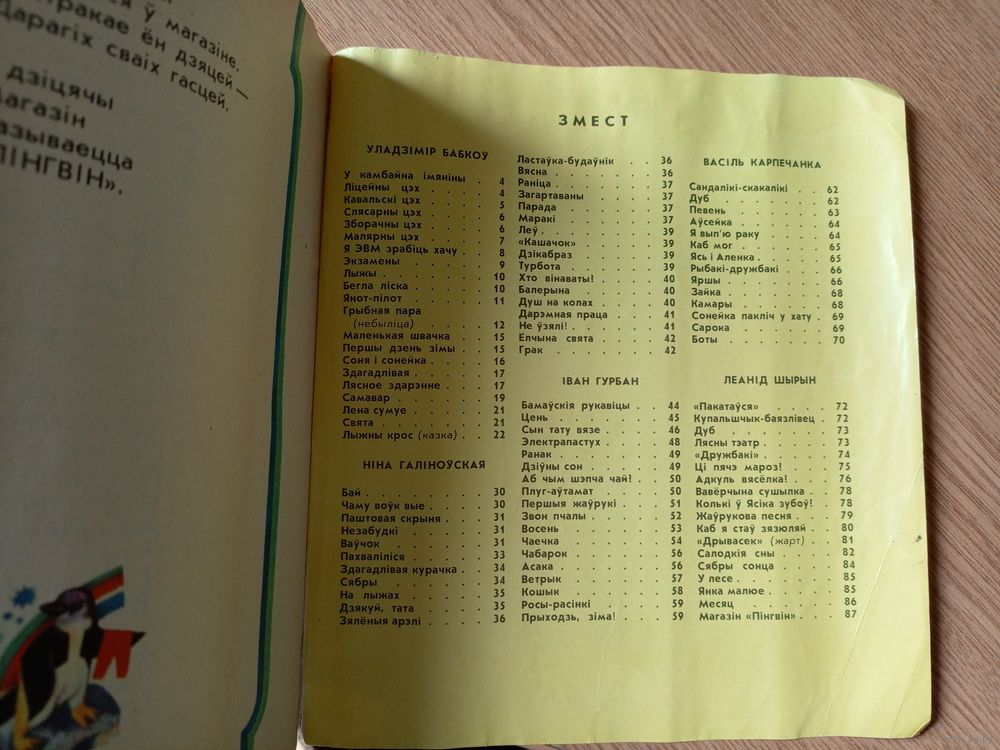 ў магазіне.
ён дзяцей —
Дарагіх сваіх гасцей.
дзіцячы
Магазін
«ПІНГВІН».
ЗМЕСТ
УЛАДЗІМІР БАБКОЎ
У камбайна імяніны . 4
Ліцейны цэх . . . . 4
Кавальскі цэх . . . . 5
Слясарны цэх . . . . 6
Зборачны цэх . . . . 6
Малярны цэх . . . . 7
Я ЭВМ зрабіць хачу . . 8
Экзамены . . . . . 9
Лыжы . . . . . . . 10
Бегла ліска . . . . . 10
Янот-пілот . . . . . 11
Грыбная пара
(небыліца) . . . . 12
Маленькая швачка . . 15
Першы дзень зімы . . 15
Соня і сонейка . . . . 16
Здагадлівая . . . . . 17
Лясное здарэнне . . . 17
Самавар . . . . . . 19
Лена сумуе . . . . . 21
Свята . . . . . . . 21
Лыжны крос (казка) . . 22
НІНА ГАЛІНОЎСКАЯ
Бай . . . . . . . . 30
Чаму воўк вые . . . . 30
Паштовая скрыня . . . 31
Незабудкі . . . . . 31
Ваўчок . . . . . . 31
Пахваліліся . . . . . 33
Здагадлівая курачка . . 34
Сябры . . . . . . 34
На лыжах . . . . . 35
Дзякуй, тата . . . . 35
Зялёныя арэлі . . . . 36
Ластаўка-будаўнік . . 36
Вясна . . . . . . . 36
Раніца . . . . . . . 37
Загартаваны . . . . 37
Парада . . . . . . 37
Маракі . . . . . . 37
Леў . . . . . . . . 39
«Кашачок» . . . . . 39
Дзікабраз . . . . . 39
Турбота . . . . . . 39
Хто вінаваты! . . . . 40
Балерына . . . . . 40
Душ на колах . . . . 40
Дарэмная праца . . . 41
Не ўзялі! . . . . . . 41
Елчына свята . . . . 42
Грак . . . . . . . 42
ІВАН ГУРБАН
Бамаўскія рукавіцы . . 44
Цень . . . . . . . 45
Сын тату вязе . . . . 46
Электрапастух . . . . 48
Ранак . . . . . . . 49
Дзіўны сон . . . . . 49
Аб чым шэпча чай! . . 50
Плуг-аўтамат . . . . 50
Першыя жаўрукі . . . 51
Звон пчалы . . . . . 52
Восень . . . . . . 53
Чаечка . . . . . . 54
Чабарок . . . . . . 56
Асака . . . . . . . 56
Ветрык . . . . . . 57
Кошык . . . . . . 58
Росы-расінкі . . . . 59
Прыходзь, зіма! . . . 59
ВАСІЛЬ КАРПЕЧАНКА
Сандалікі-скакалікі . . 62
Дуб . . . . . . . 62
Певень . . . . . . 63
Аўсейка . . . . . . 64
Я вып'ю раку . . . . 64
Каб мог . . . . . . 65
Ясь і Аленка . . . . . 65
Рыбакі-дружбакі . . . 66
Яршы . . . . . . . 66
Зайка . . . . . . . 68
Камары . . . . . . 68
Сонейка пакліч у хату . 69
Сарока . . . . . . 69
Боты . . . . . . . 70
ЛЕАНІД ШЫРЫН
«Пакатаўся» . . . . 72
Купальшчык-баязлівец . 72
Дуб . . . . . . . 73
Лясны тэатр . . . . . 73
«Дружбакі» . . . . . 74
Ці пячэ мароз! . . . . 75
Адкуль вясёлка! . . . 76
Вавёрчына сушылка . . 78
Колькі ў Ясіка зубоў! . 78
Жаўрукова песня . . . 79
Каб я стаў зязюляй . . 80
«Дрывасек» (жарт) . . 81
Салодкія сны . . . . 82
Сябры сонца . . . . 84
У лесе . . . . . . . 85
Янка малюе . . . . . 85
Месяц . . . . . . 86
Магазін «Пінгвін» . . . 87